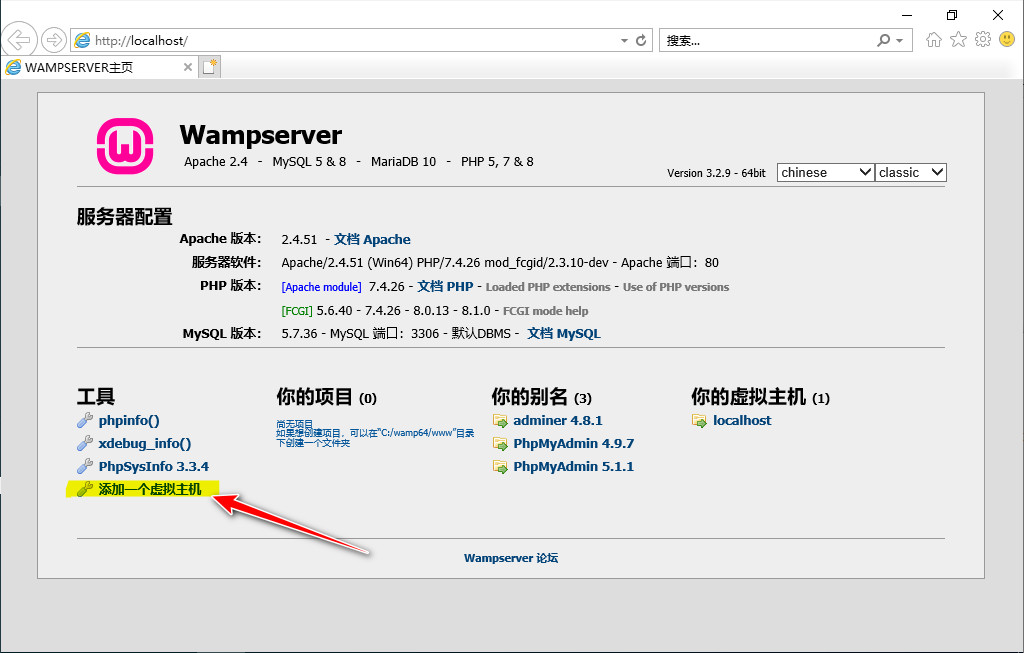 http://localhost/
搜索...
WAMPSERVER主页
Wampserver
Apache 2.4 - MySQL 5 & 8 - MariaDB 10 - PHP 5, 7 & 8
Version 3.2.9 - 64bit chinese classic
服务器配置
Apache 版本: 2.4.51 - 文档 Apache
服务器软件: Apache/2.4.51 (Win64) PHP/7.4.26 mod_fcgid/2.3.10-dev - Apache 端口: 80
PHP 版本: [Apache module] 7.4.26 - 文档 PHP - Loaded PHP extensions - Use of PHP versions
[FCGI] 5.6.40 - 7.4.26 - 8.0.13 - 8.1.0 - FCGI mode help
MySQL 版本: 5.7.36 - MySQL 端口: 3306 - 默认DBMS - 文档 MySQL
工具
phpinfo()
xdebug_info()
PhpSysInfo 3.3.4
添加一个虚拟主机
你的项目 (0)
尚无项目
如果想创建项目，可以在"C:/wamp64/www"目录
下创建一个文件夹
你的别名 (3)
adminer 4.8.1
PhpMyAdmin 4.9.7
PhpMyAdmin 5.1.1
你的虚拟主机 (1)
localhost
Wampserver 论坛